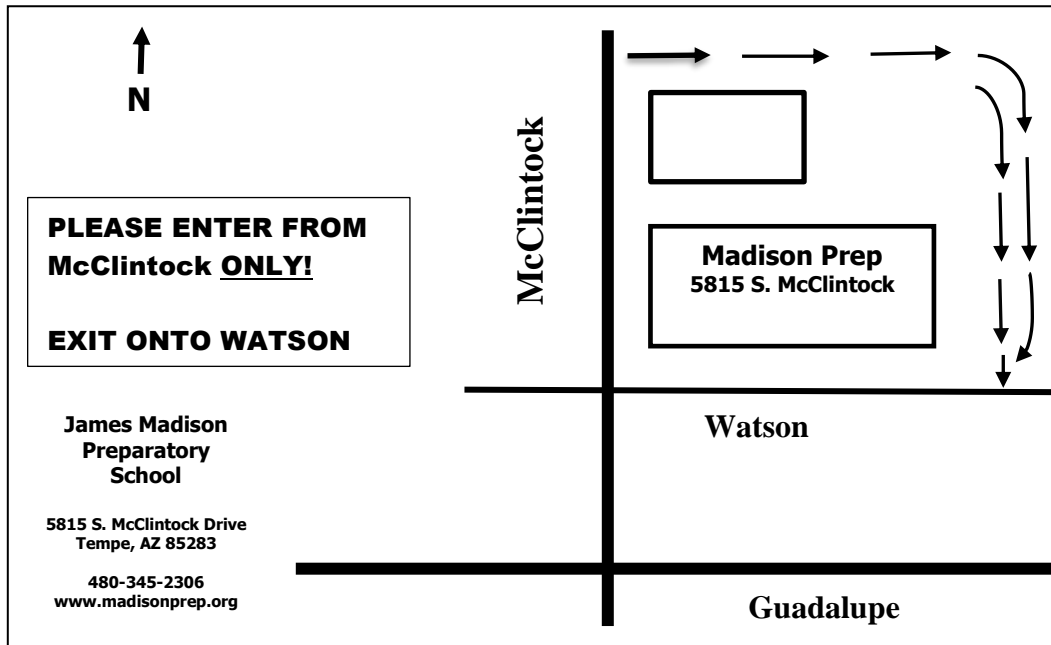 N
PLEASE ENTER FROM
McClintock ONLY!
EXIT ONTO WATSON
James Madison
Preparatory
School
5815 S. McClintock Drive
Tempe, AZ 85283
480-345-2306
www.madisonprep.org
McClintock
Madison Prep
5815 S. McClintock
Watson
Guadalupe